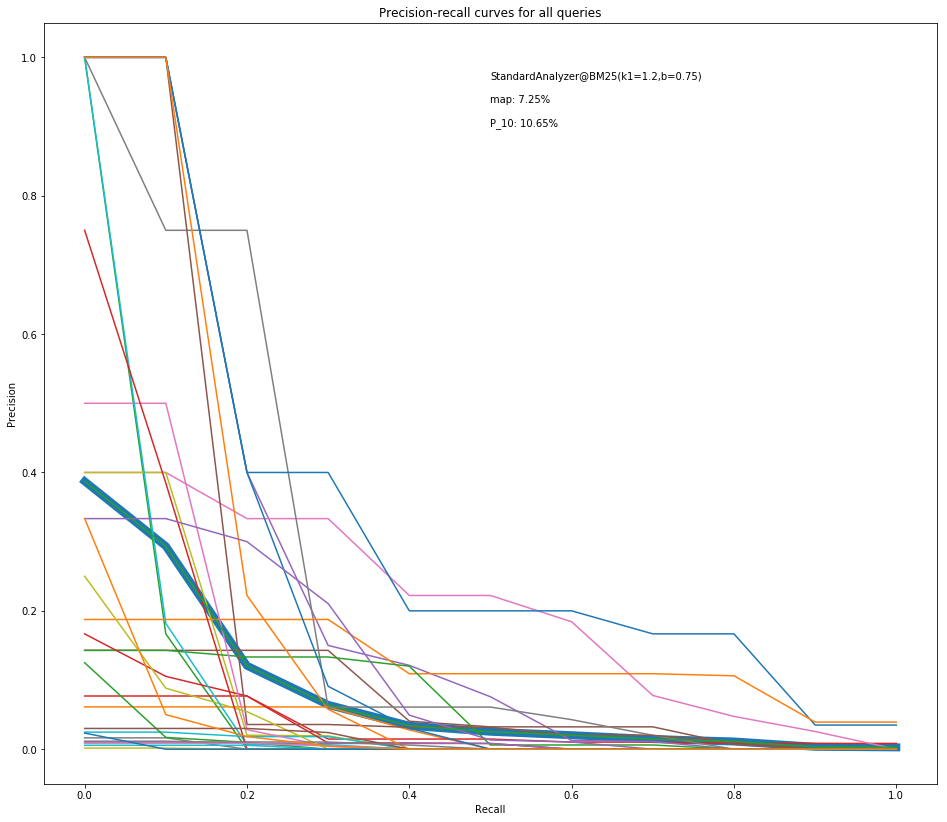 Precision-recall curves for all queries
StandardAnalyzer@BM25(k1=1.2,b=0.75)
map: 7.25%
P_10: 10.65%
1.0
0.8
0.6
0.4
0.2
0.0
Precision
0.0 0.2 0.4 0.6 0.8 1.0
Recall